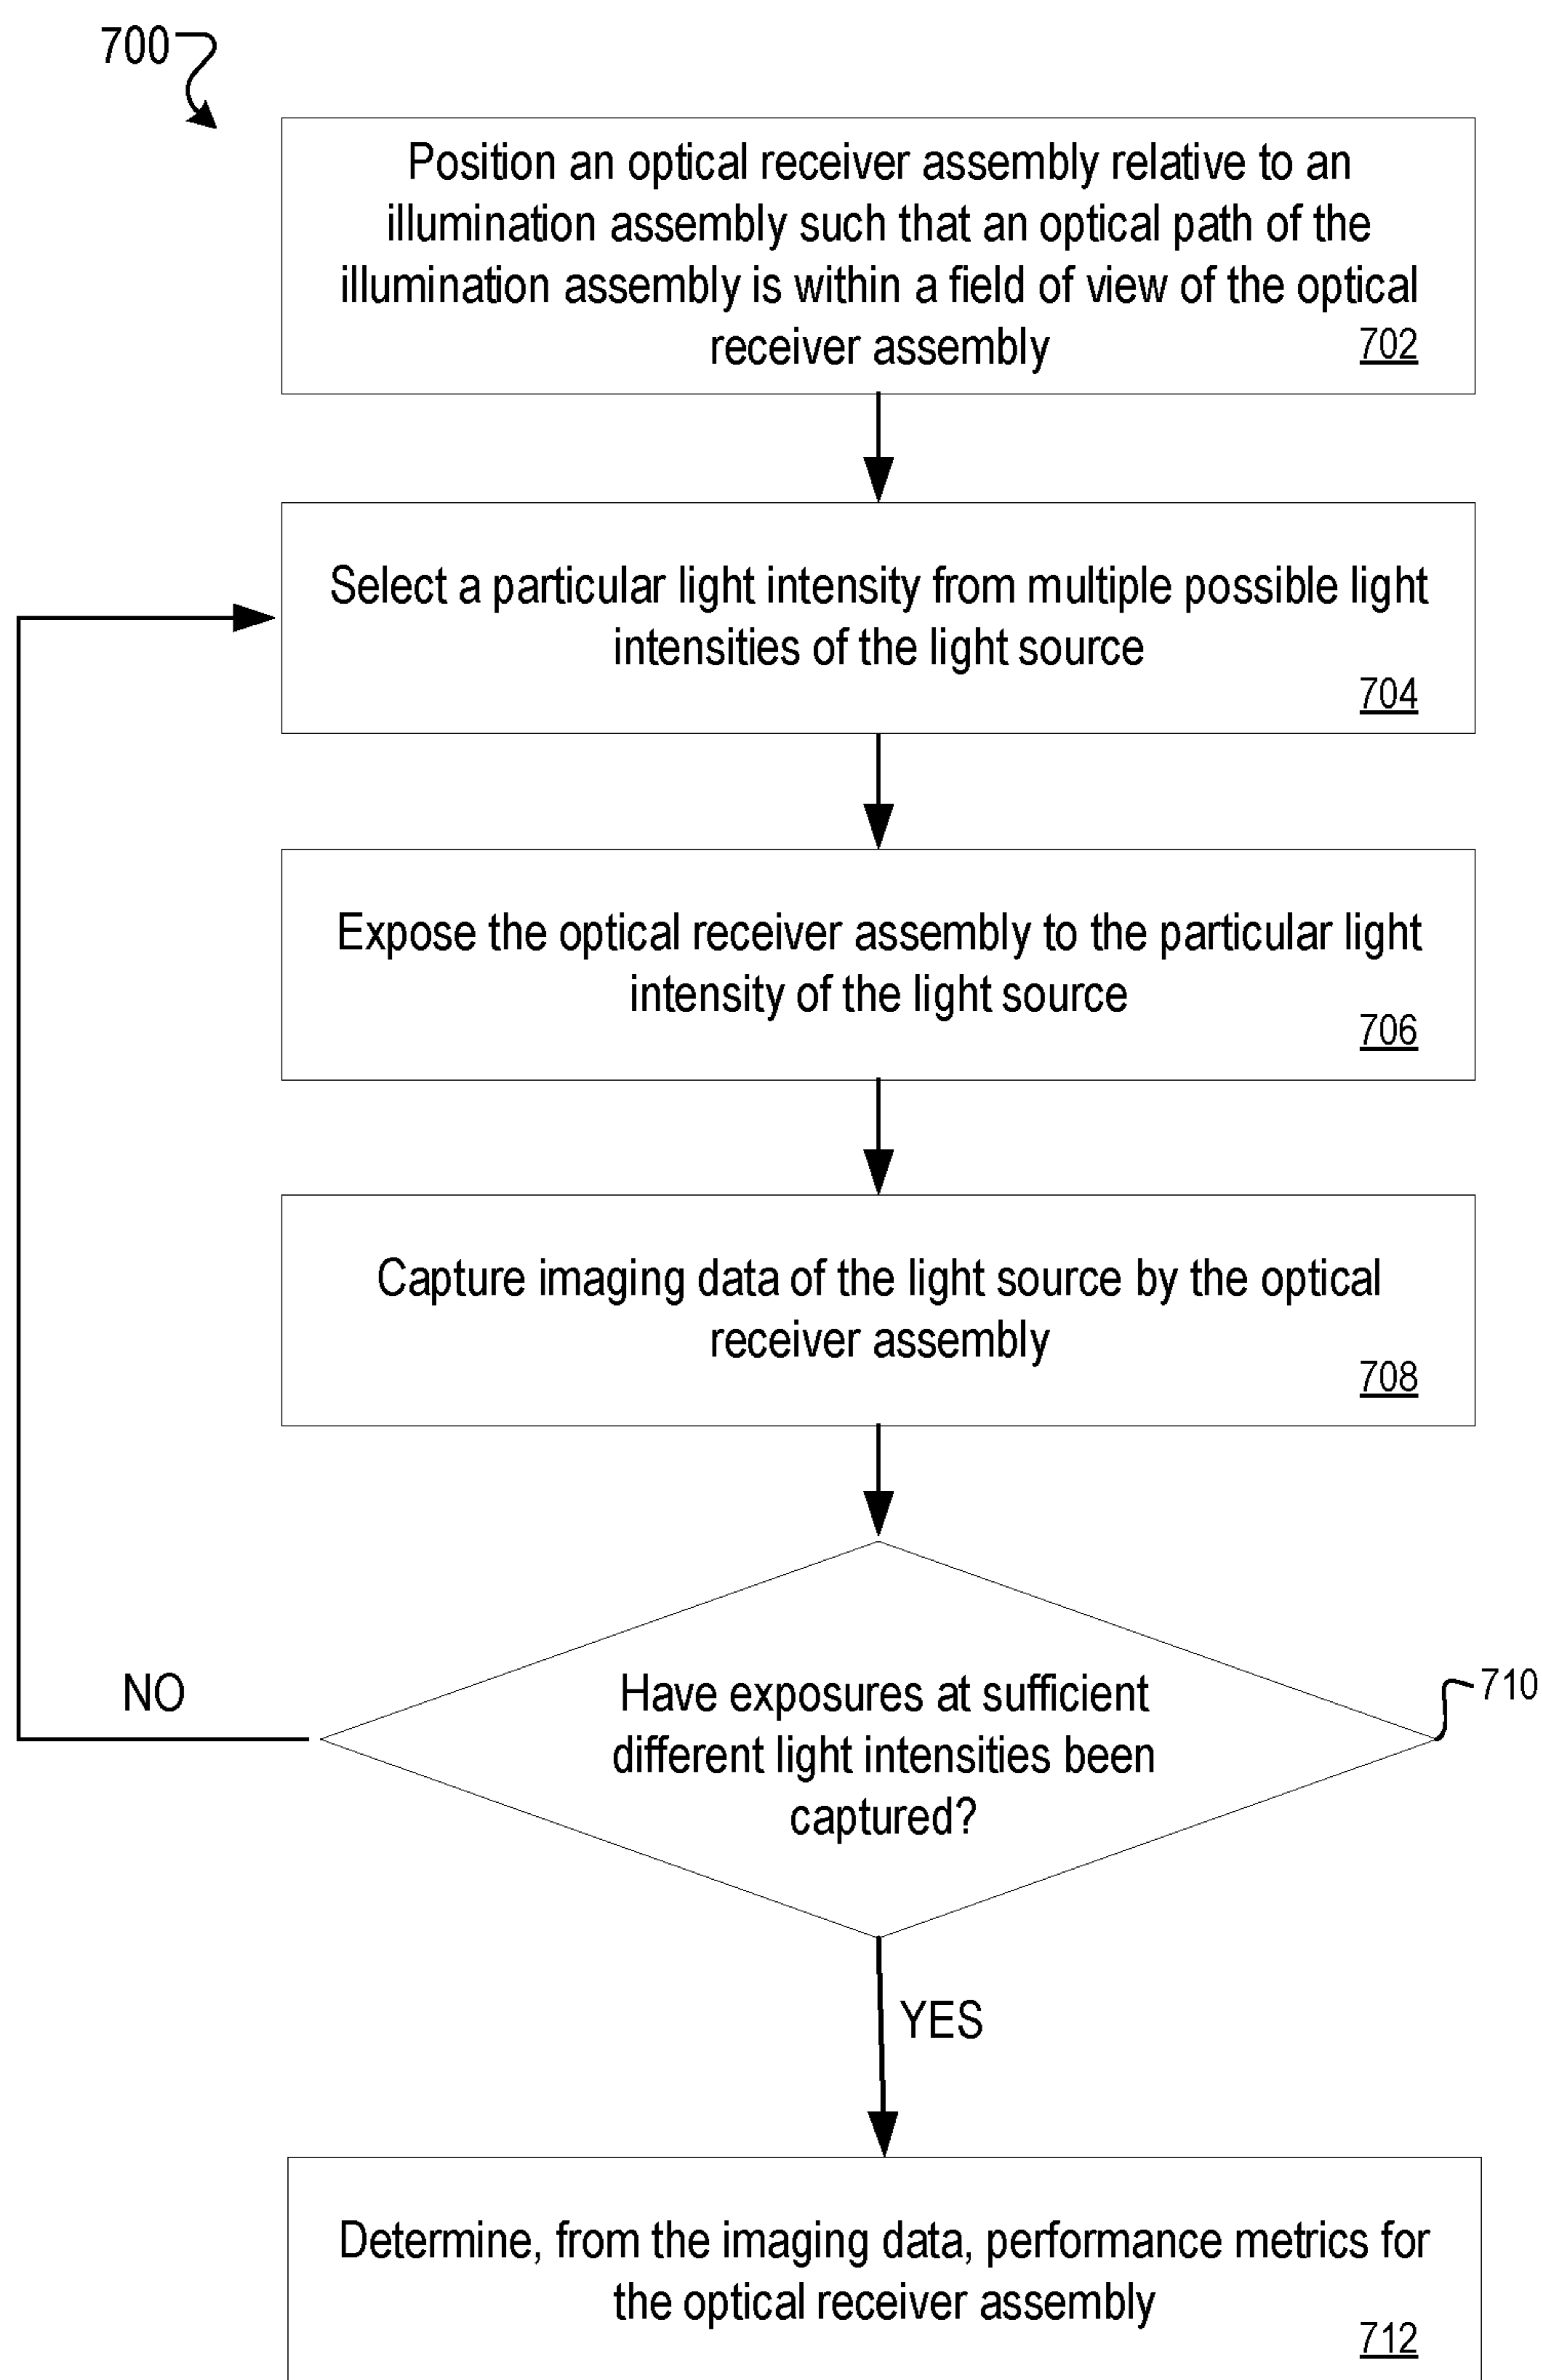 700
Position an optical receiver assembly relative to an
illumination assembly such that an optical path of the
illumination assembly is within a field of view of the optical
receiver assembly
702
Select a particular light intensity from multiple possible light
intensities of the light source
704
Expose the optical receiver assembly to the particular light
intensity of the light source
706
Capture imaging data of the light source by the optical
receiver assembly
708
Have exposures at sufficient
different light intensities been
captured?
710
NO
YES
Determine, from the imaging data, performance metrics for
the optical receiver assembly
712